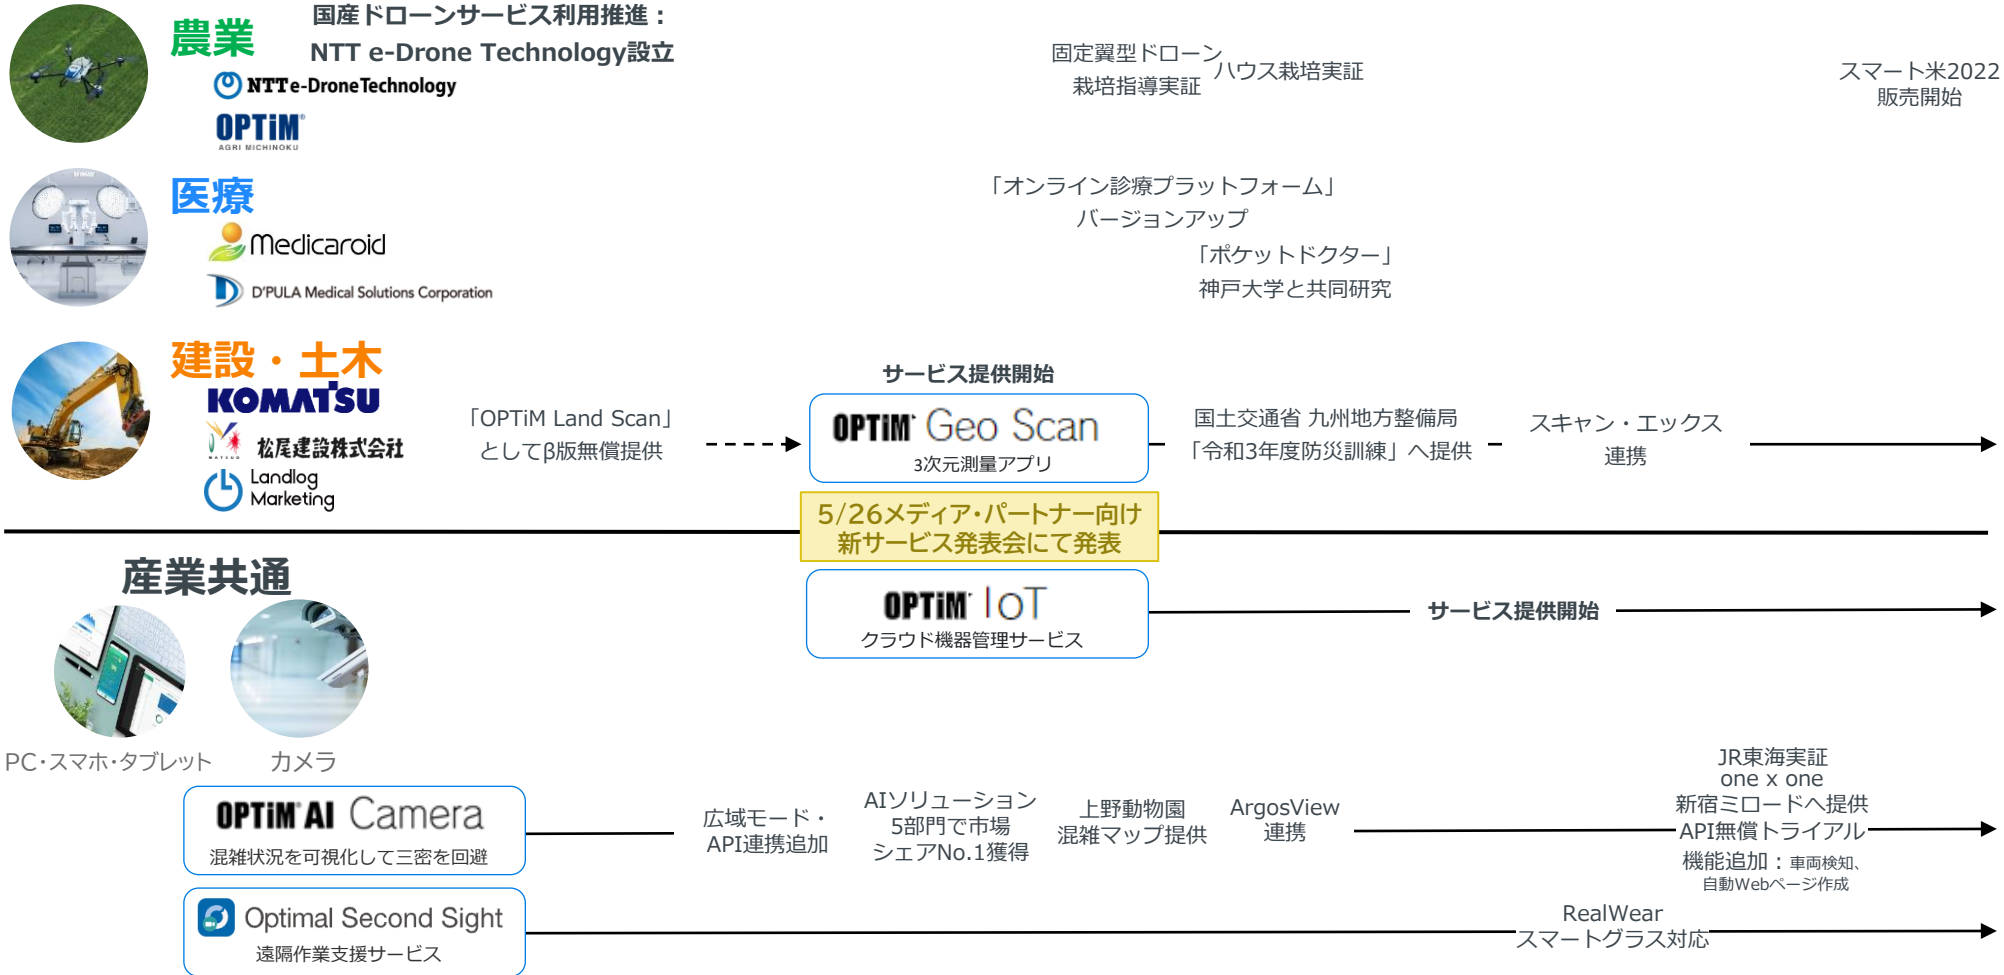 農業
国産ドローンサービス利用推進：
NTT e-Drone Technology設立
NTT e-Drone Technology
OPTiM
AGRI MICHINOKU
固定翼型ドローン
栽培指導実証
ハウス栽培実証
スマート米2022
販売開始
医療
Medicaroid
D'PULA Medical Solutions Corporation
「オンライン診療プラットフォーム」
バージョンアップ
「ポケットドクター」
神戸大学と共同研究
建設・土木
KOMATSU
MATSUO
松尾建設株式会社
Landlog
Marketing
「OPTiM Land Scan」
としてβ版無償提供
サービス提供開始
OPTiM Geo Scan
3次元測量アプリ
国土交通省 九州地方整備局
「令和3年度防災訓練」へ提供
スキャン・エックス
連携
5/26メディア・パートナー向け
新サービス発表会にて発表
産業共通
OPTiM IoT
クラウド機器管理サービス
サービス提供開始
PC・スマホ・タブレット
カメラ
OPTiM AI Camera
混雑状況を可視化して三密を回避
広域モード・
API連携追加
AIソリューション
5部門で市場
シェアNo.1獲得
上野動物園
混雑マップ提供
ArgosView
連携
JR東海実証
one x one
新宿ミロードへ提供
API無償トライアル
機能追加：車両検知、
自動Webページ作成
Optimal Second Sight
遠隔作業支援サービス
RealWear
スマートグラス対応